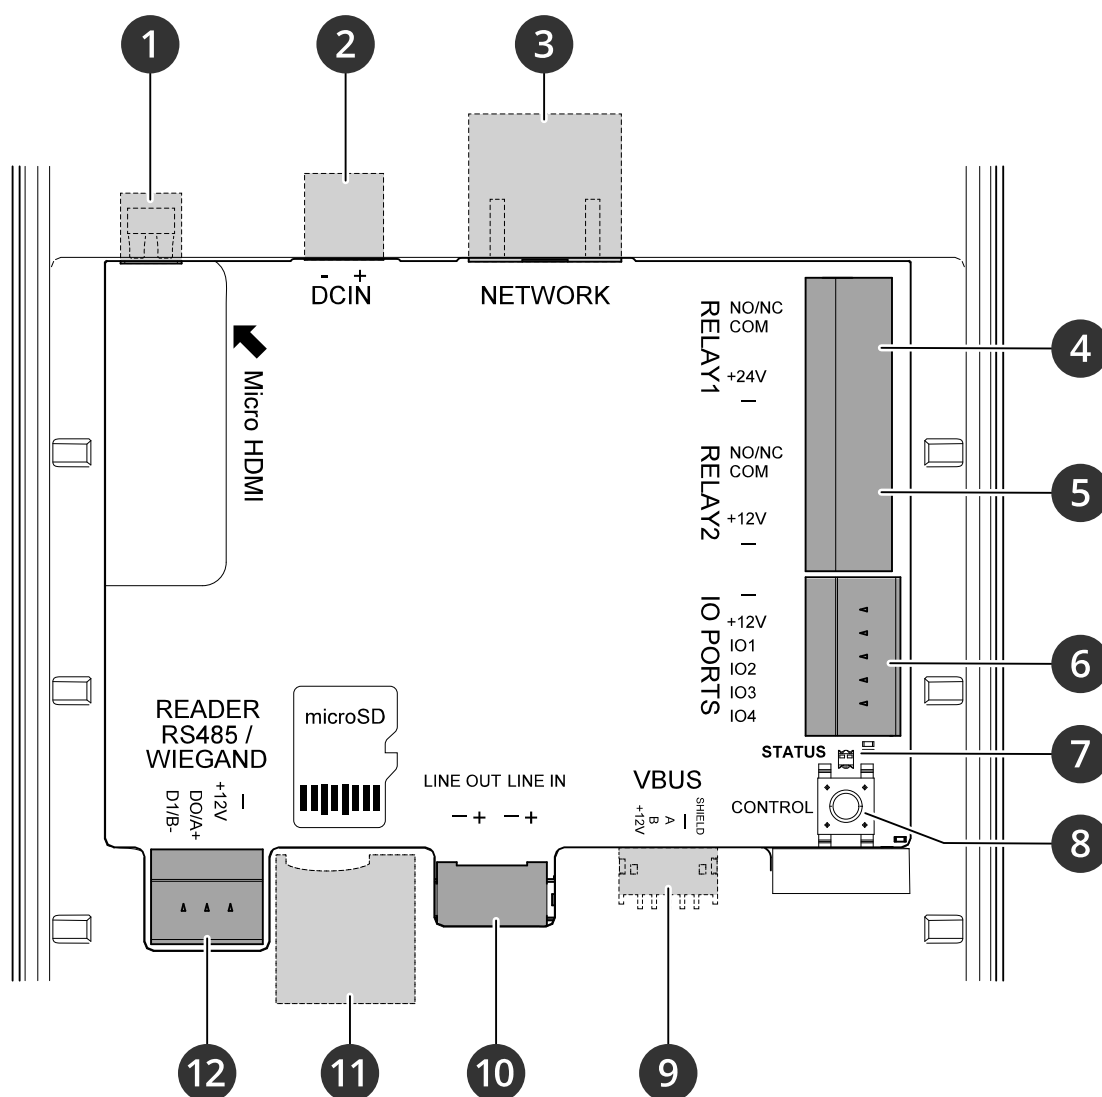 1
2
3
- +
DCIN
NETWORK
Micro HDMI
RELAY1
NO/NC
COM
+24V
—
4
RELAY2
NO/NC
COM
+12V
—
5
IO PORTS
—
+12V
IO1
IO2
IO3
IO4
6
STATUS
7
CONTROL
8
READER
RS485 /
WIEGAND
D1/B-
DO/A+
+12V
—
microSD
LINE OUT LINE IN
— + — +
VBUS
+12V
B
A
—
SHIELD
12
11
10
9